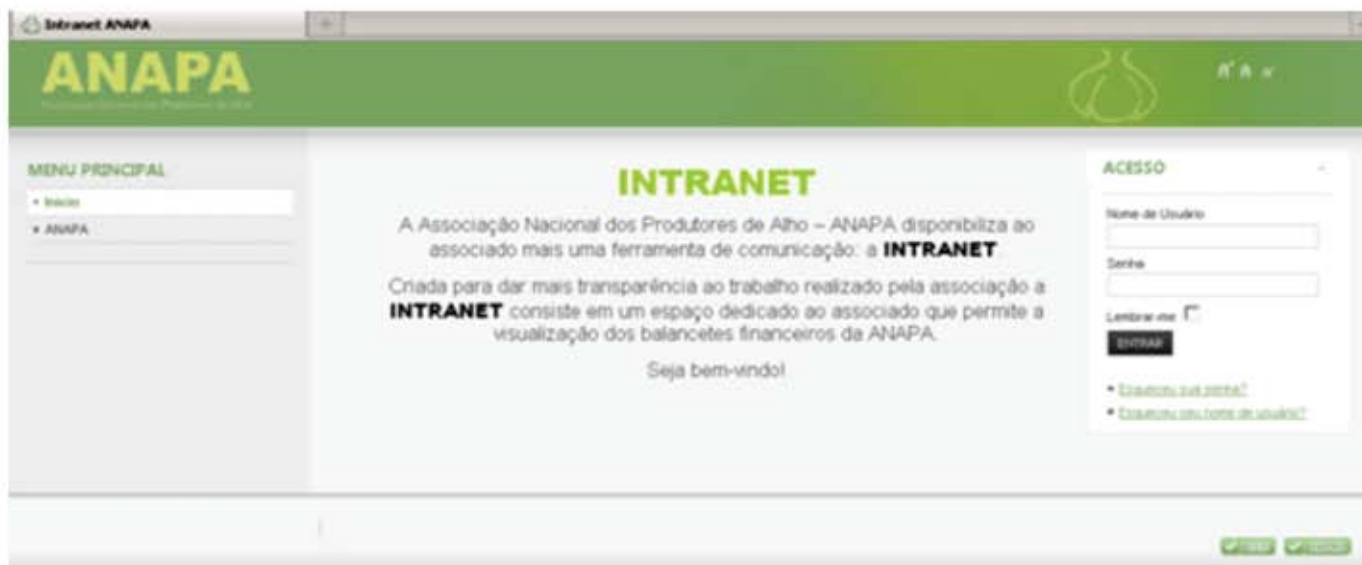 Intranet ANAPA
ANAPA
MENU PRINCIPAL
Início
ANAPA
INTRANET
A Associação Nacional dos Produtores de Alho – ANAPA disponibiliza ao
associado mais uma ferramenta de comunicação: a INTRANET.
Criada para dar mais transparência ao trabalho realizado pela associação a
INTRANET consiste em um espaço dedicado ao associado que permite a
visualização dos balancetes financeiros da ANAPA.
Seja bem-vindo!
ACESSO
Nome de Usuário
Senha
Lembrar-me
ENTRAR
Esqueceu sua senha?
Esqueceu seu nome de usuário?